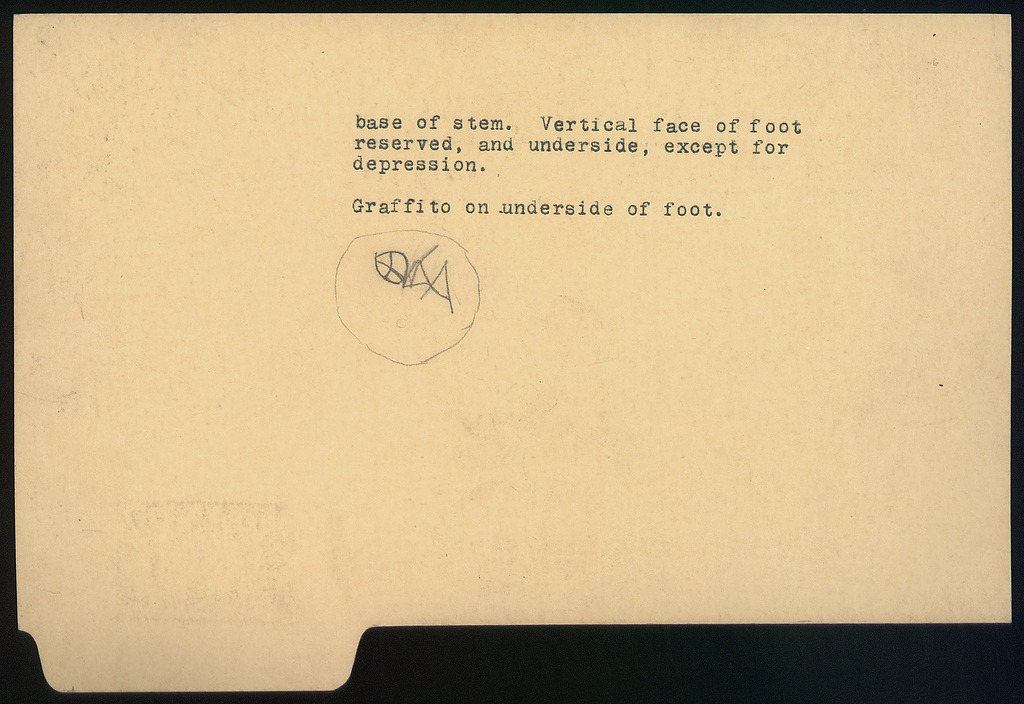 base of stem. Vertical face of foot
reserved, and underside, except for
depression.
Graffito on underside of foot.